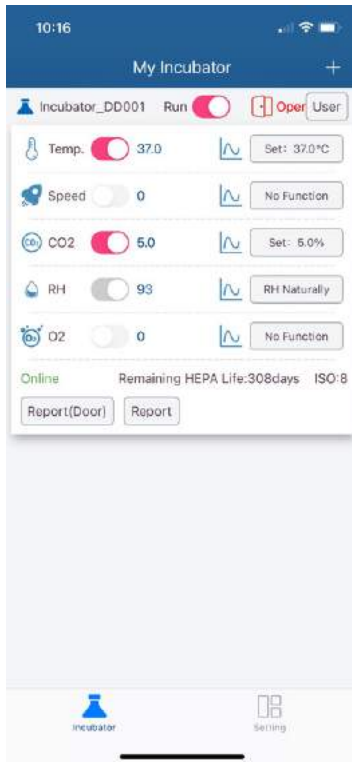 10:16
My Incubator +
Incubator_DD001 Run Oper User
Temp. 37.0 Set: 37.0°C
Speed 0 No Function
CO2 CO2 5.0 Set: 5.0%
RH 93 RH Naturally
O2 O2 0 No Function
Online Remaining HEPA Life:308days ISO:8
Report(Door) Report
Incubator Setting